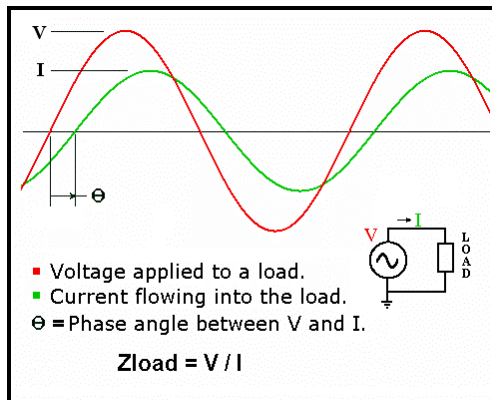 V
I
Θ
I
V
LOAD
Voltage applied to a load.
Current flowing into the load.
Θ = Phase angle between V and I.
Zload = V / I